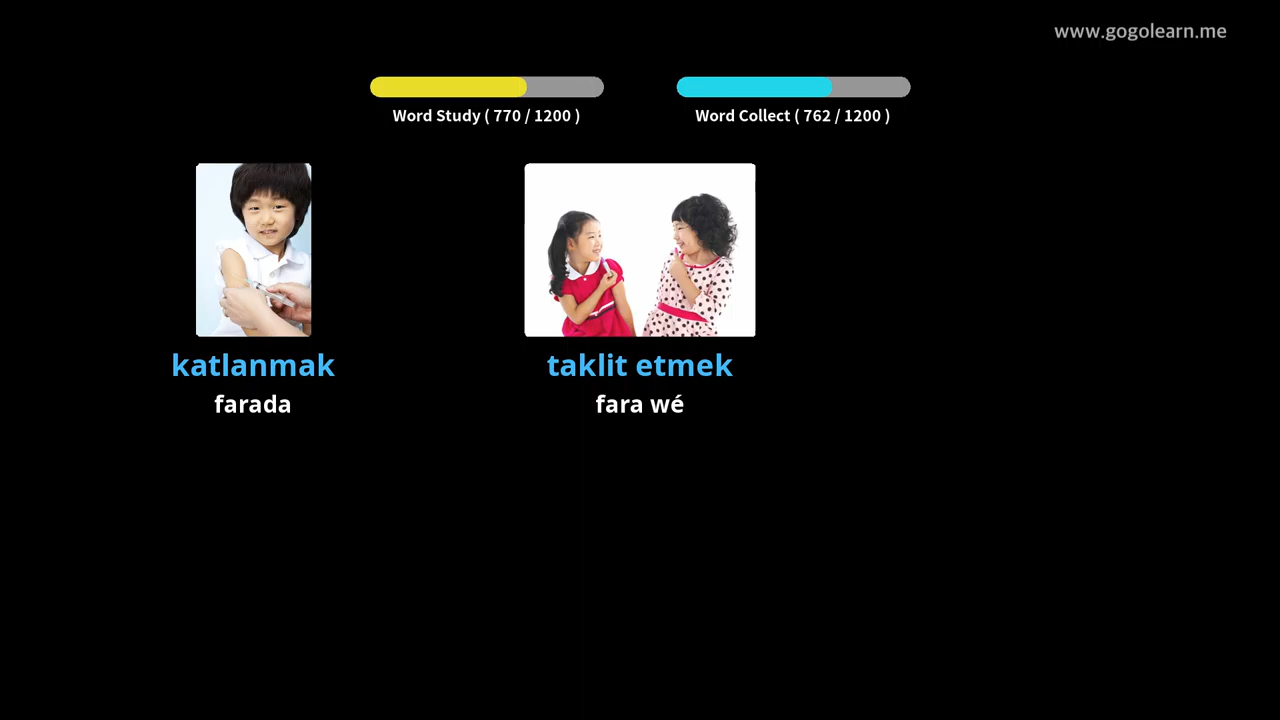 www.gogolearn.me
Word Study ( 770 / 1200 )
Word Collect ( 762 / 1200 )
katlanmak
farada
taklit etmek
fara wé